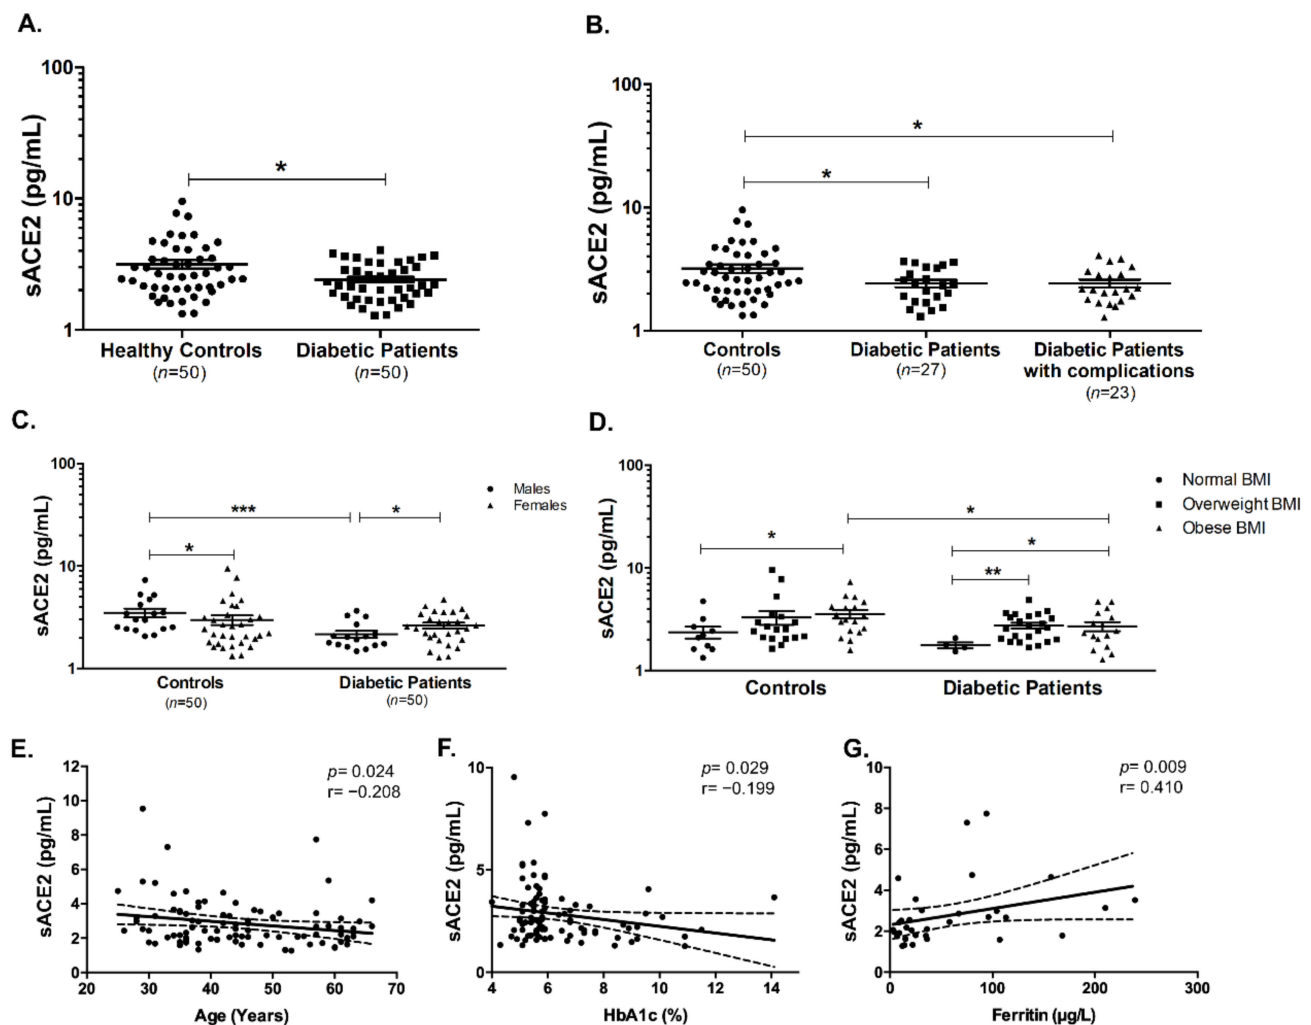 A.
sACE2 (pg/mL)
100
10
1
*
Healthy Controls
(n=50)
Diabetic Patients
(n=50)
B.
sACE2 (pg/mL)
100
10
1
*
*
Controls
(n=50)
Diabetic Patients
(n=27)
Diabetic Patients
with complications
(n=23)
C.
sACE2 (pg/mL)
100
10
1
***
*
*
Males
Females
Controls
(n=50)
Diabetic Patients
(n=50)
D.
sACE2 (pg/mL)
100
10
1
*
*
*
**
Normal BMI
Overweight BMI
Obese BMI
Controls
Diabetic Patients
E.
sACE2 (pg/mL)
12
10
8
6
4
2
0
p= 0.024
r= −0.208
20 30 40 50 60 70
Age (Years)
F.
sACE2 (pg/mL)
10
5
0
p= 0.029
r= −0.199
4 6 8 10 12 14
HbA1c (%)
G.
sACE2 (pg/mL)
10
8
6
4
2
0
p= 0.009
r= 0.410
0 100 200 300
Ferritin (µg/L)